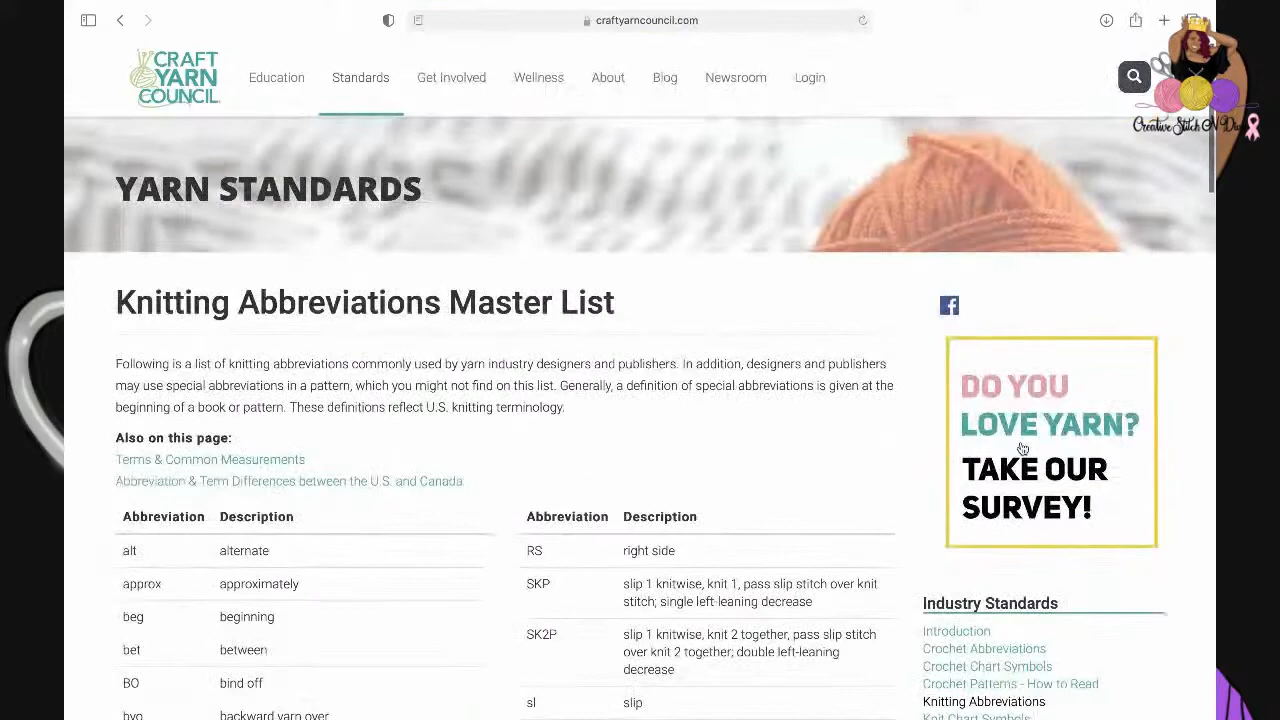 craftyarncouncil.com
CRAFT
YARN
COUNCIL
Education Standards Get Involved Wellness About Blog Newsroom Login
YARN STANDARDS
Knitting Abbreviations Master List
Following is a list of knitting abbreviations commonly used by yarn industry designers and publishers. In addition, designers and publishers
may use special abbreviations in a pattern, which you might not find on this list. Generally, a definition of special abbreviations is given at the
beginning of a book or pattern. These definitions reflect U.S. knitting terminology.
Also on this page:
Terms & Common Measurements
Abbreviation & Term Differences between the U.S. and Canada
Abbreviation Description
alt alternate
approx approximately
beg beginning
bet between
BO bind off
byo backward yarn over
Abbreviation Description
RS right side
SKP slip 1 knitwise, knit 1, pass slip stitch over knit
stitch; single left-leaning decrease
SK2P slip 1 knitwise, knit 2 together, pass slip stitch
over knit 2 together; double left-leaning
decrease
sl slip
DO YOU
LOVE YARN?
TAKE OUR
SURVEY!
Industry Standards
Introduction
Crochet Abbreviations
Crochet Chart Symbols
Crochet Patterns - How to Read
Knitting Abbreviations
Knit Chart Symbols
Creative Stitch N